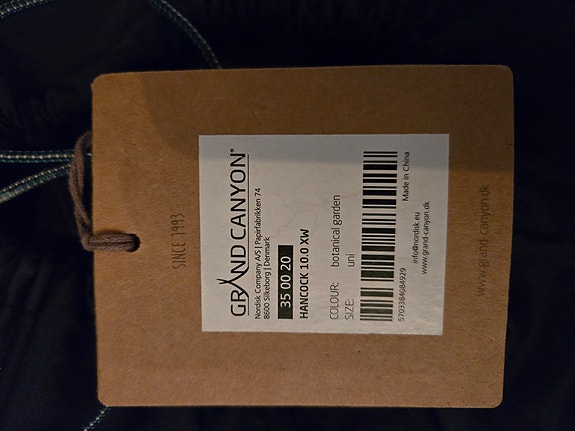 SINCE 1993
GRAND CANYON®
Nordisk Company A/S | Papirfabrikken 74
8600 Silkeborg | Denmark
35 00 20
HANCOCK 10.0 XW
COLOUR: botanical garden
SIZE: uni
5703384084929 Made in China
info@nordisk.eu
www.grand-canyon.dk
www.grand-canyon.dk